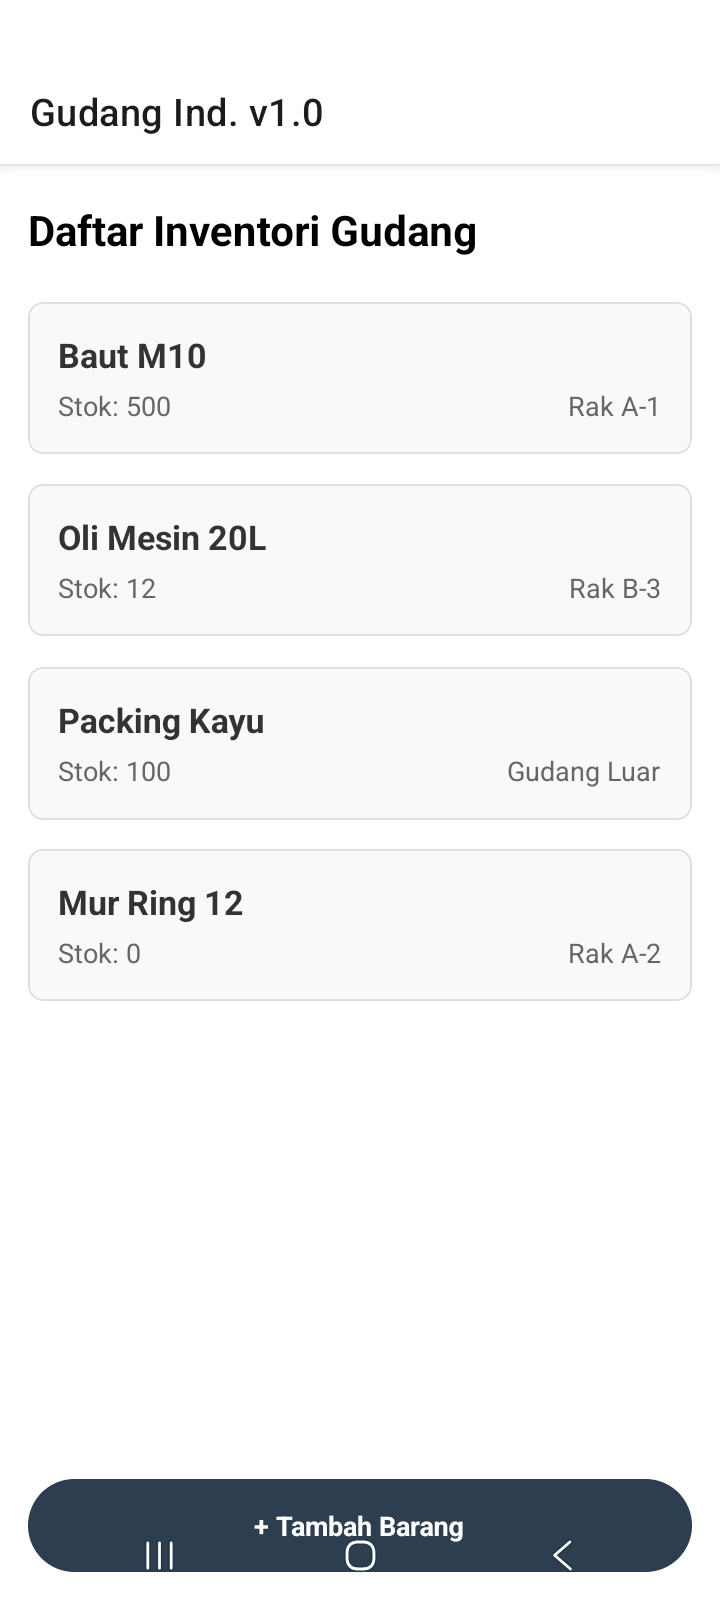 Gudang Ind. v1.0
Daftar Inventori Gudang
Baut M10
Stok: 500
Rak A-1
Oli Mesin 20L
Stok: 12
Rak B-3
Packing Kayu
Stok: 100
Gudang Luar
Mur Ring 12
Stok: 0
Rak A-2
+ Tambah Barang